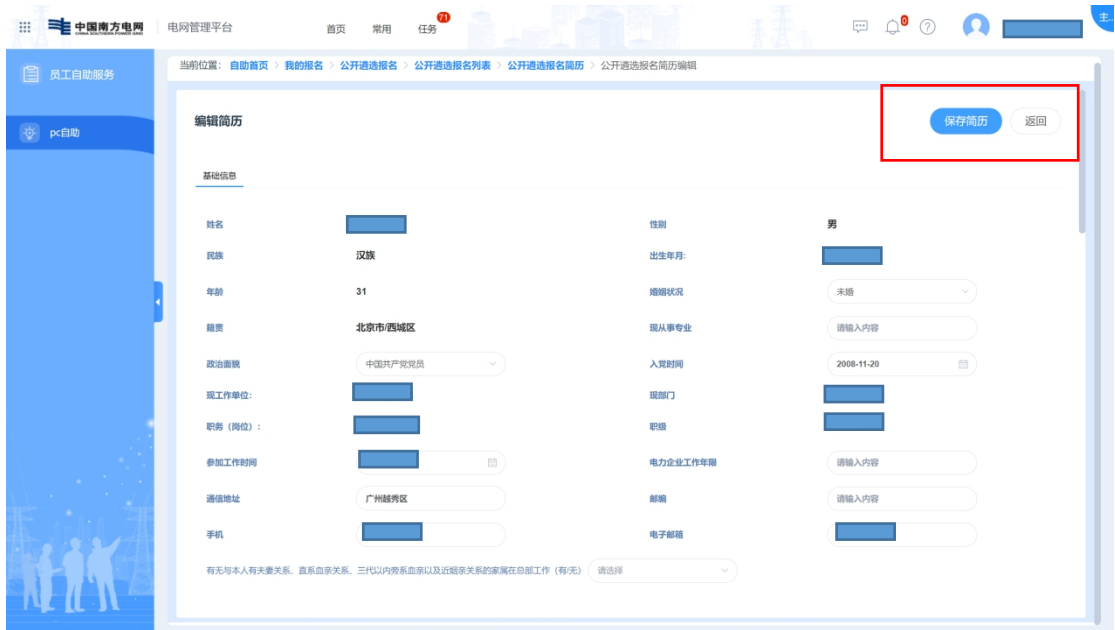 中国南方电网
CHINA SOUTHERN POWER GRID
电网管理平台
首页 常用 任务 71
0
主...
员工自助服务
pc自助
当前位置: 自助首页 > 我的报名 > 公开遴选报名 > 公开遴选报名列表 > 公开遴选报名简历 > 公开遴选报名简历编辑
编辑简历
保存简历 返回
基础信息
姓名 性别 男
民族 汉族 出生年月:
年龄 31 婚姻状况 未婚
籍贯 北京市/西城区 现从事专业 请输入内容
政治面貌 中国共产党党员 入党时间 2008-11-20
现工作单位: 现部门
职务（岗位）: 职级
参加工作时间 电力企业工作年限 请输入内容
通信地址 广州越秀区 邮编 请输入内容
手机 电子邮箱
有无与本人有夫妻关系、直系血亲关系、三代以内旁系血亲以及近姻亲关系的家属在总部工作（有/无） 请选择